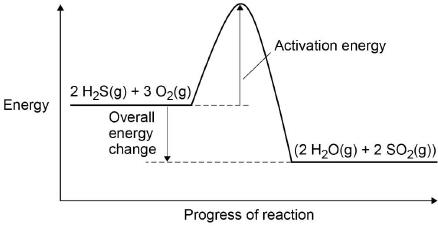 Activation energy
2 H₂S(g) + 3 O₂(g)
Energy
Overall
energy
change
(2 H₂O(g) + 2 SO₂(g))
Progress of reaction